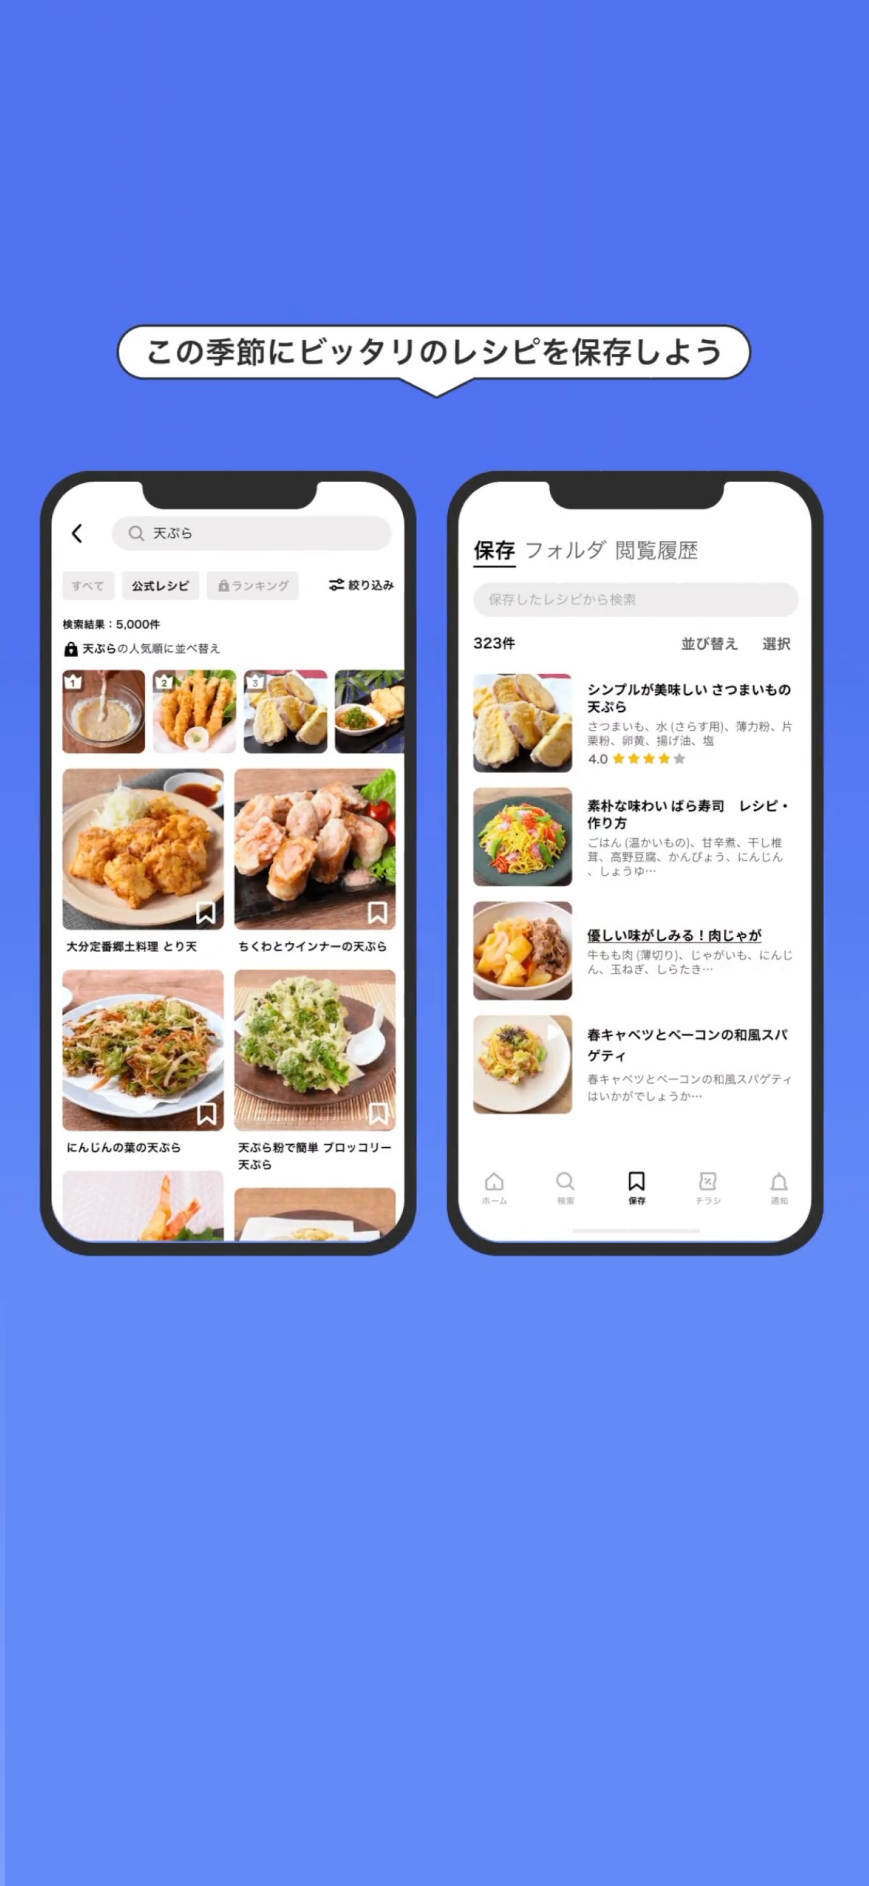 この季節にピッタリのレシピを保存しよう
天ぷら
すべて 公式レシピ ランキング 絞り込み
検索結果：5,000件
天ぷらの人気順に並べ替え
1 2 3
大分定番郷土料理 とり天
ちくわとウインナーの天ぷら
にんじんの葉の天ぷら
天ぷら粉で簡単 ブロッコリー
天ぷら
保存 フォルダ 閲覧履歴
保存したレシピから検索
323件 並び替え 選択
シンプルが美味しい さつまいもの
天ぷら
さつまいも、水 (さらす用)、薄力粉、片
栗粉、卵黄、揚げ油、塩
4.0
素朴な味わい ばら寿司　レシピ・
作り方
ごはん (温かいもの)、甘辛煮、干し椎
茸、高野豆腐、かんぴょう、にんじん
、しょうゆ…
優しい味がしみる！肉じゃが
牛もも肉 (薄切り)、じゃがいも、にんじ
ん、玉ねぎ、しらたき…
春キャベツとベーコンの和風スパ
ゲティ
春キャベツとベーコンの和風スパゲティ
はいかがでしょうか…
ホーム 検索 保存 チラシ 通知